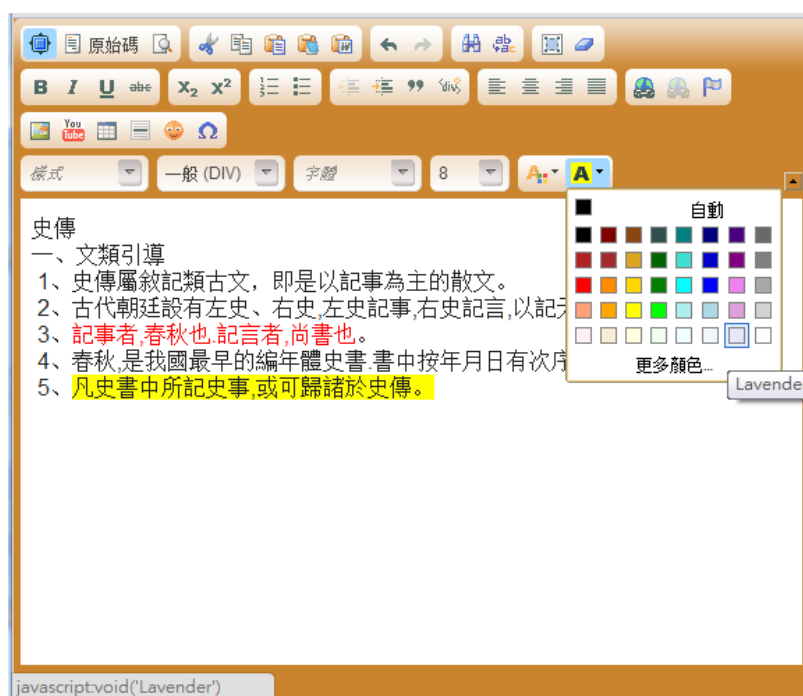 原始碼
B I U abc X₂ X²
You Tube Ω
樣式 一般 (DIV) 字體 8 A A
自動
更多顏色...
Lavende
史傳
一、文類引導
1、史傳屬敘記類古文，即是以記事為主的散文。
2、古代朝廷設有左史、右史,左史記事,右史記言,以記
3、記事者,春秋也.記言者,尚書也。
4、春秋,是我國最早的編年體史書.書中按年月日有次序
5、凡史書中所記史事,或可歸諸於史傳。
javascript:void('Lavender')